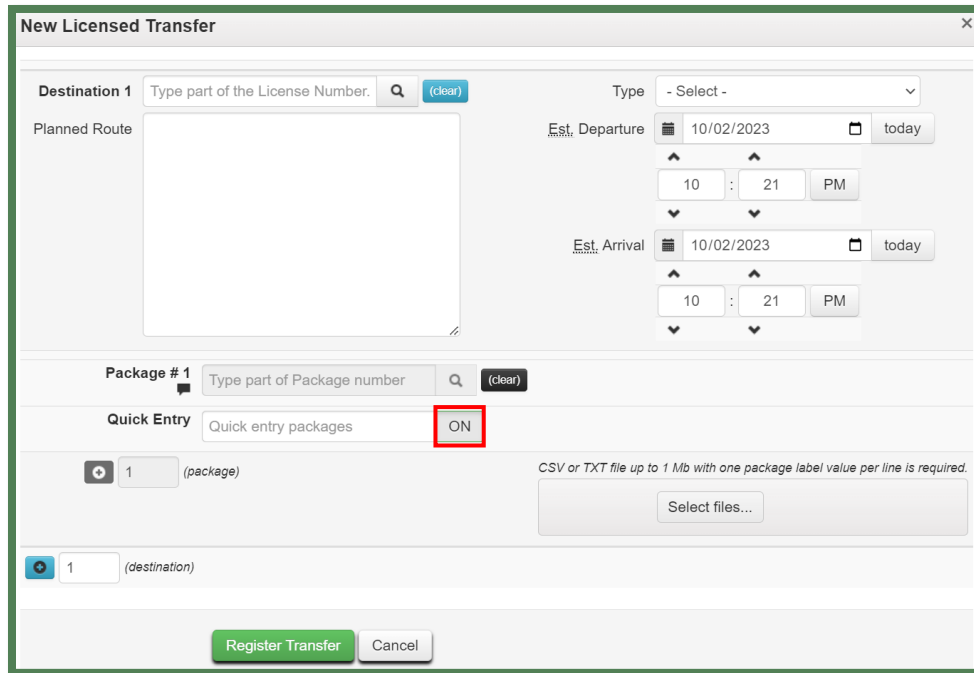 New Licensed Transfer ×
Destination 1 Type part of the License Number. (clear) Type - Select -
Planned Route Est. Departure 10/02/2023 today
10 : 21 PM
Est. Arrival 10/02/2023 today
10 : 21 PM
Package # 1 Type part of Package number (clear)
Quick Entry Quick entry packages ON
1 (package) CSV or TXT file up to 1 Mb with one package label value per line is required.
Select files...
1 (destination)
Register Transfer Cancel